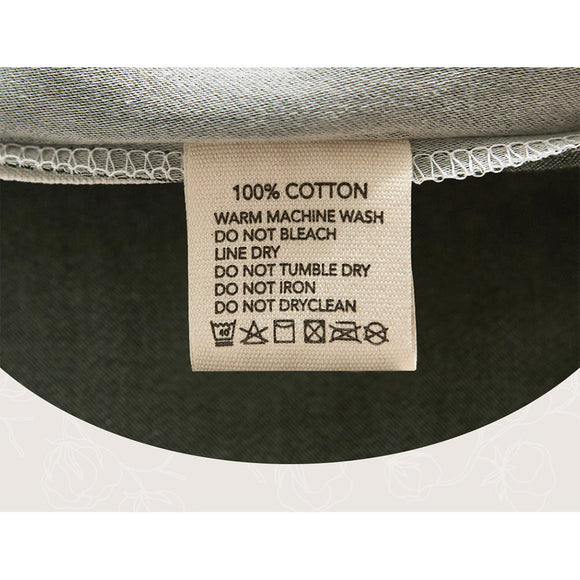 100% COTTON
WARM MACHINE WASH
DO NOT BLEACH
LINE DRY
DO NOT TUMBLE DRY
DO NOT IRON
DO NOT DRYCLEAN
40